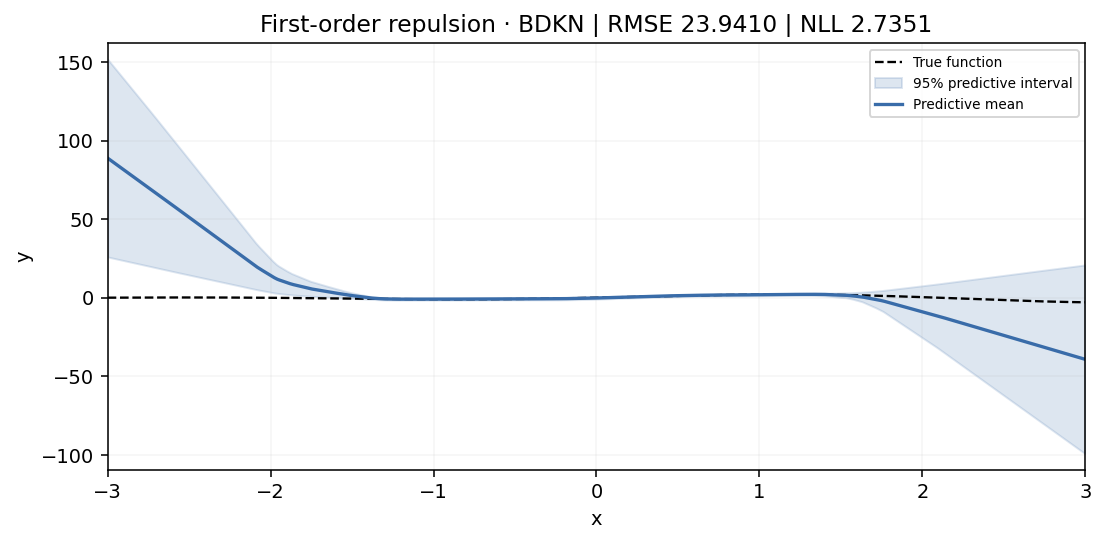 First-order repulsion · BDKN | RMSE 23.9410 | NLL 2.7351
True function
95% predictive interval
Predictive mean
y
150
100
50
0
−50
−100
−3
−2
−1
0
1
2
3
x